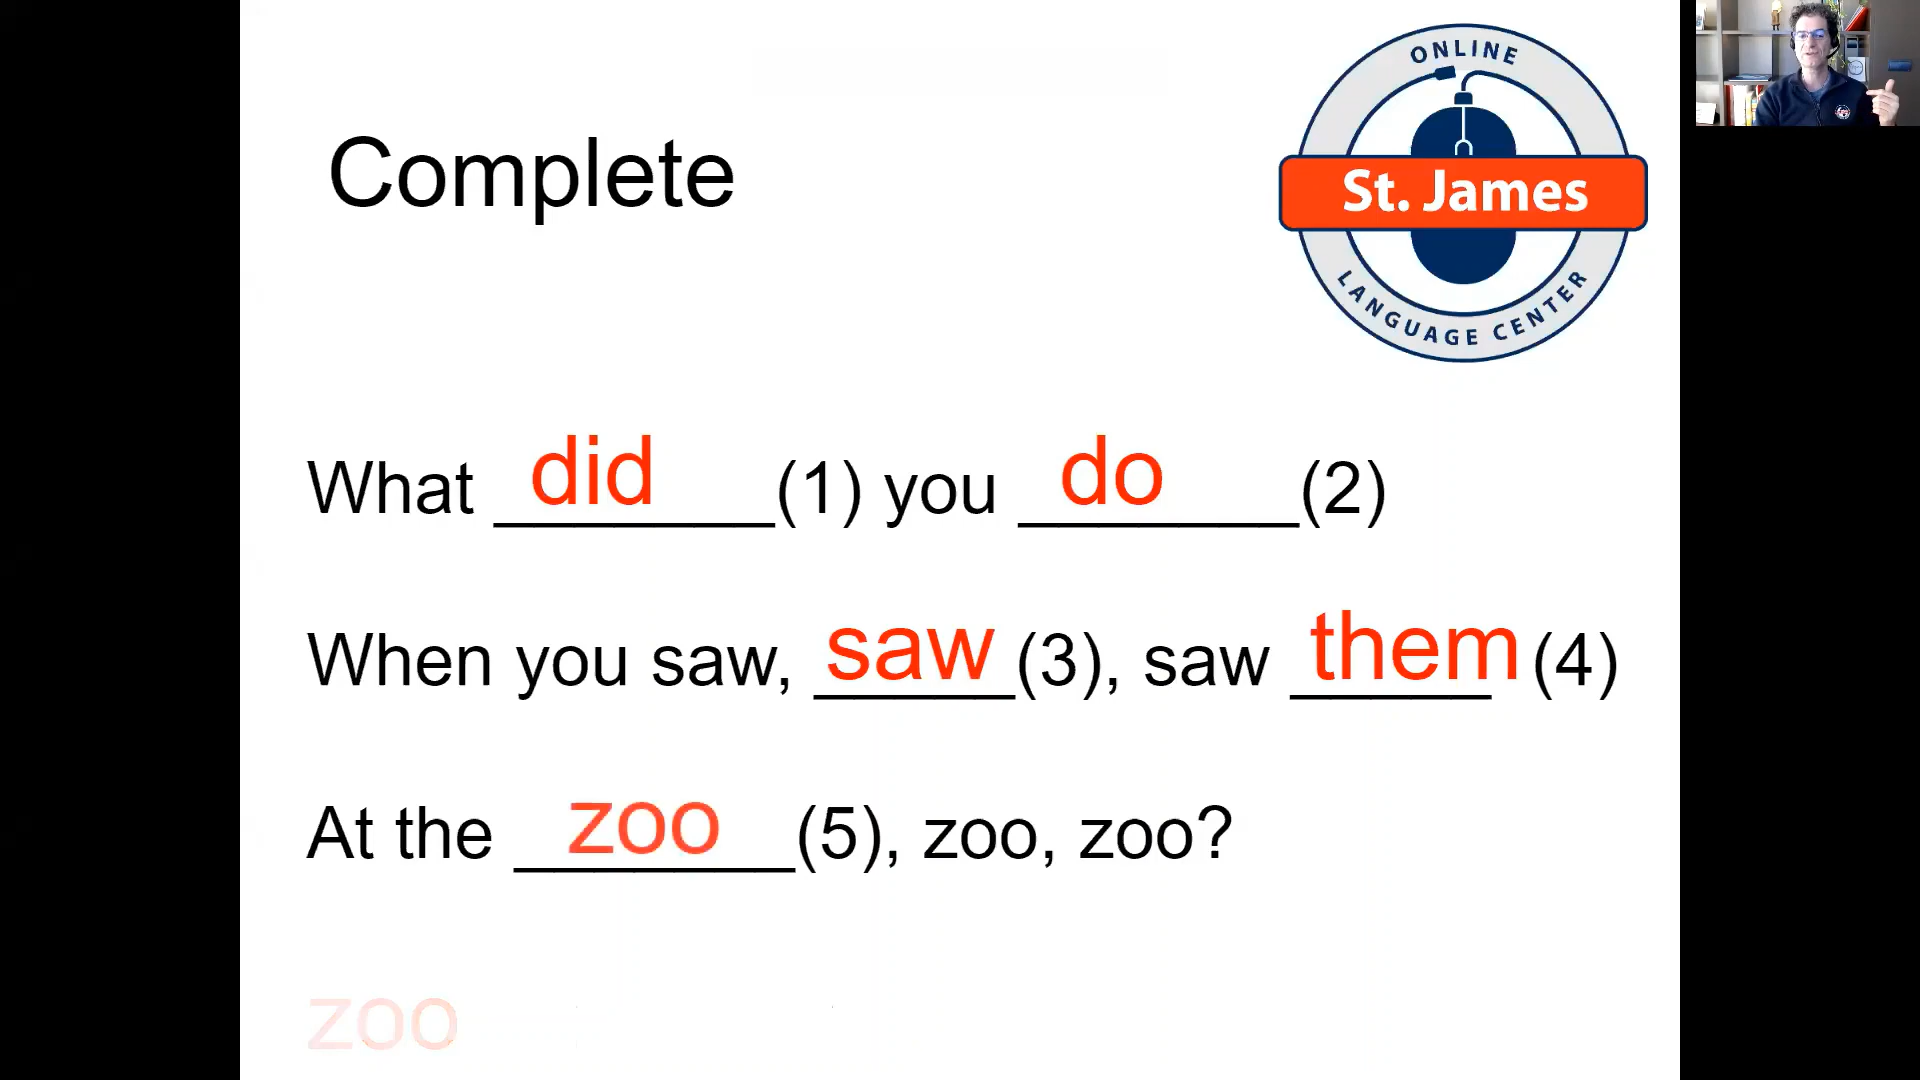 ONLINE
St. James
LANGUAGE CENTER
Complete
What did (1) you do (2)
When you saw, saw (3), saw them (4)
At the zoo (5), zoo, zoo?
zoo